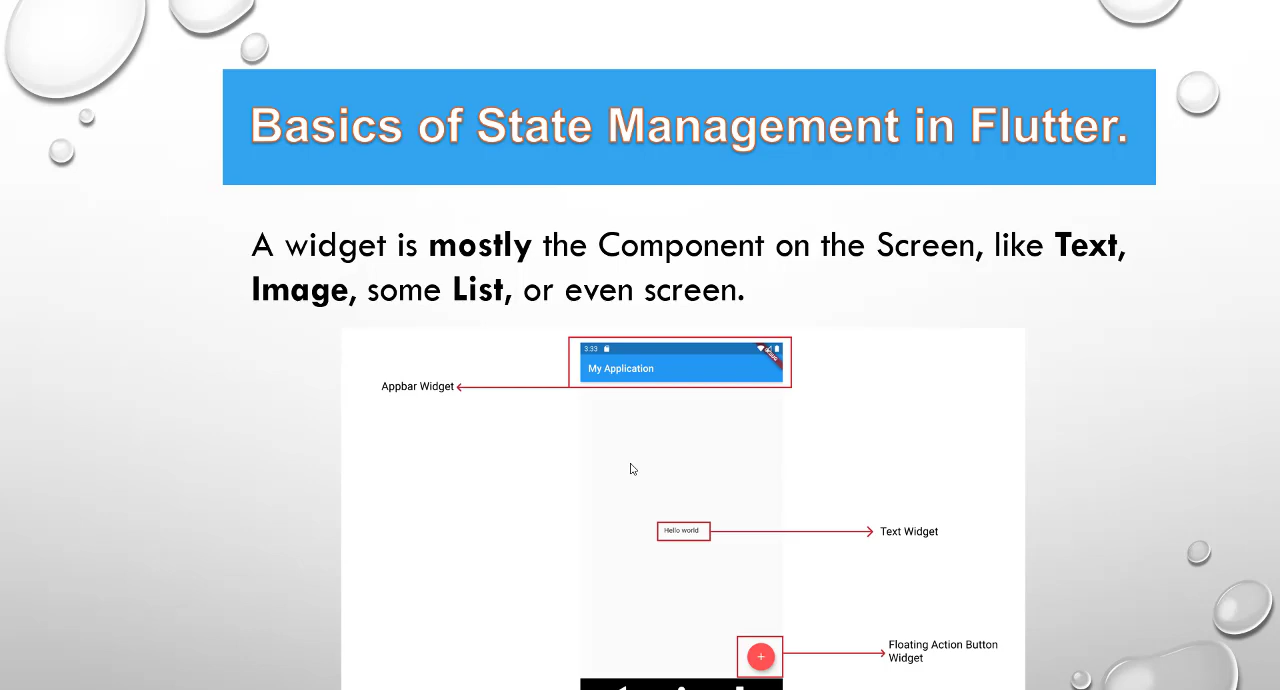 Basics of State Management in Flutter.
A widget is mostly the Component on the Screen, like Text,
Image, some List, or even screen.
3:33
My Application
Appbar Widget
Hello world
Text Widget
+
Floating Action Button
Widget